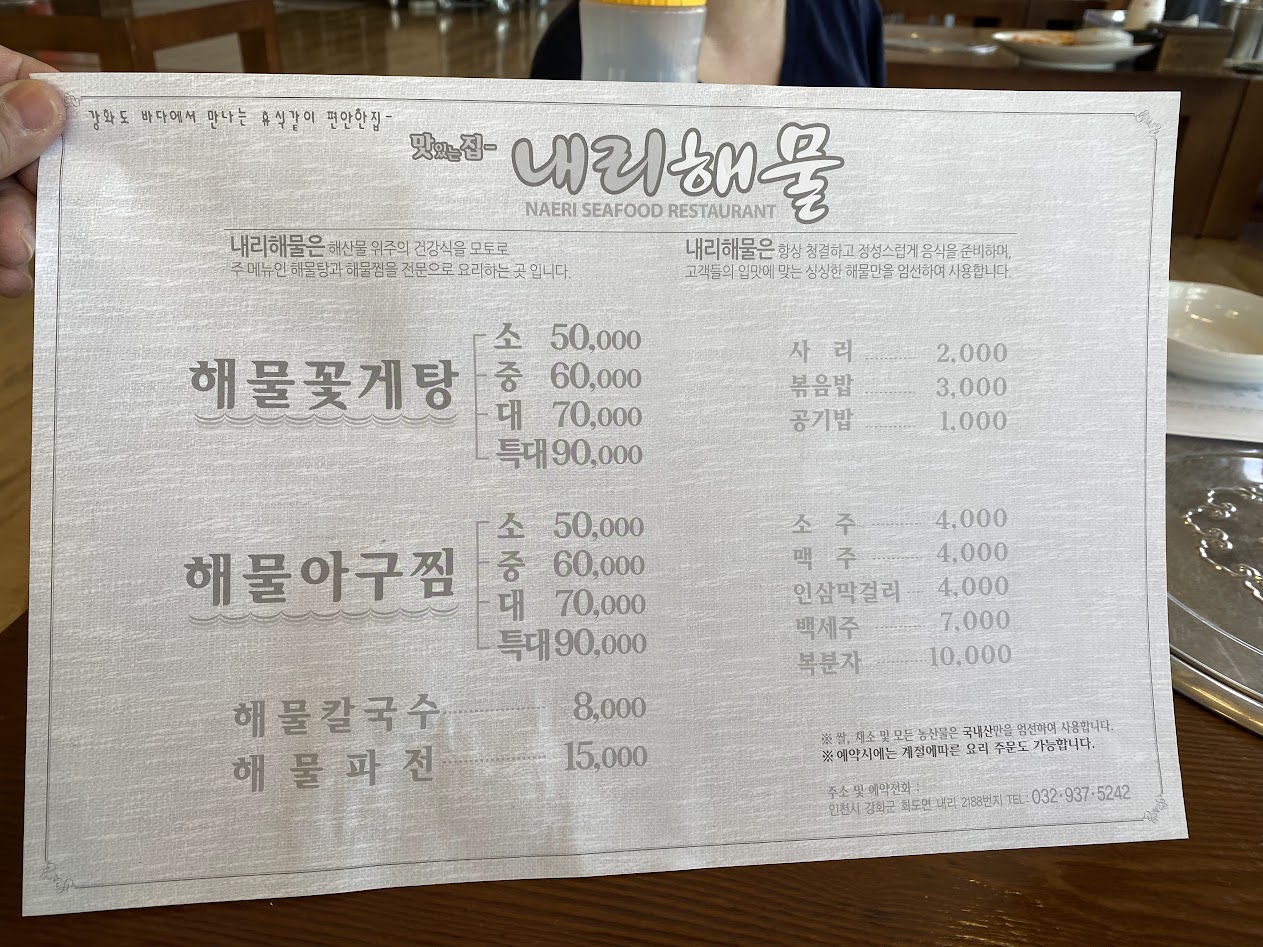 강화도 바다에서 만나는 휴식같이 편안한집-
맛있는집- 내리해물
NAERI SEAFOOD RESTAURANT
내리해물은 해산물 위주의 건강식을 모토로
주 메뉴인 해물탕과 해물찜을 전문으로 요리하는 곳 입니다.
내리해물은 항상 청결하고 정성스럽게 음식을 준비하며,
고객들의 입맛에 맞는 싱싱한 해물만을 엄선하여 사용합니다.
해물꽃게탕
소 50,000
중 60,000
대 70,000
특대 90,000
해물아구찜
소 50,000
중 60,000
대 70,000
특대 90,000
해물칼국수 8,000
해물파전 15,000
사리 2,000
볶음밥 3,000
공기밥 1,000
소주 4,000
맥주 4,000
인삼막걸리 4,000
백세주 7,000
복분자 10,000
※ 쌀, 채소 및 모든 농산물은 국내산만을 엄선하여 사용합니다.
※ 예약시에는 계절에따른 요리 주문도 가능합니다.
주소 및 예약전화 :
인천시 강화군 화도면 내리 2188번지 TEL: 032·937·5242